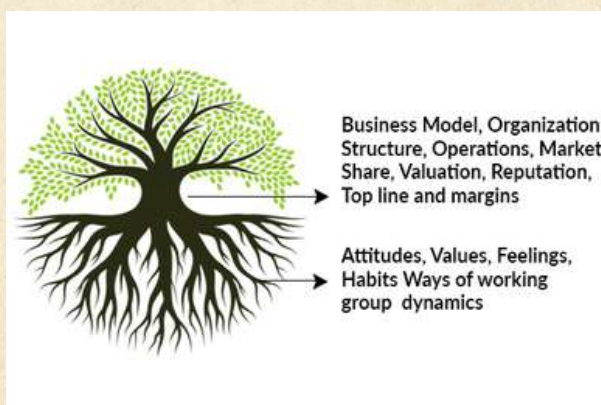 Business Model, Organization
Structure, Operations, Market
Share, Valuation, Reputation,
Top line and margins
Attitudes, Values, Feelings,
Habits Ways of working
group dynamics